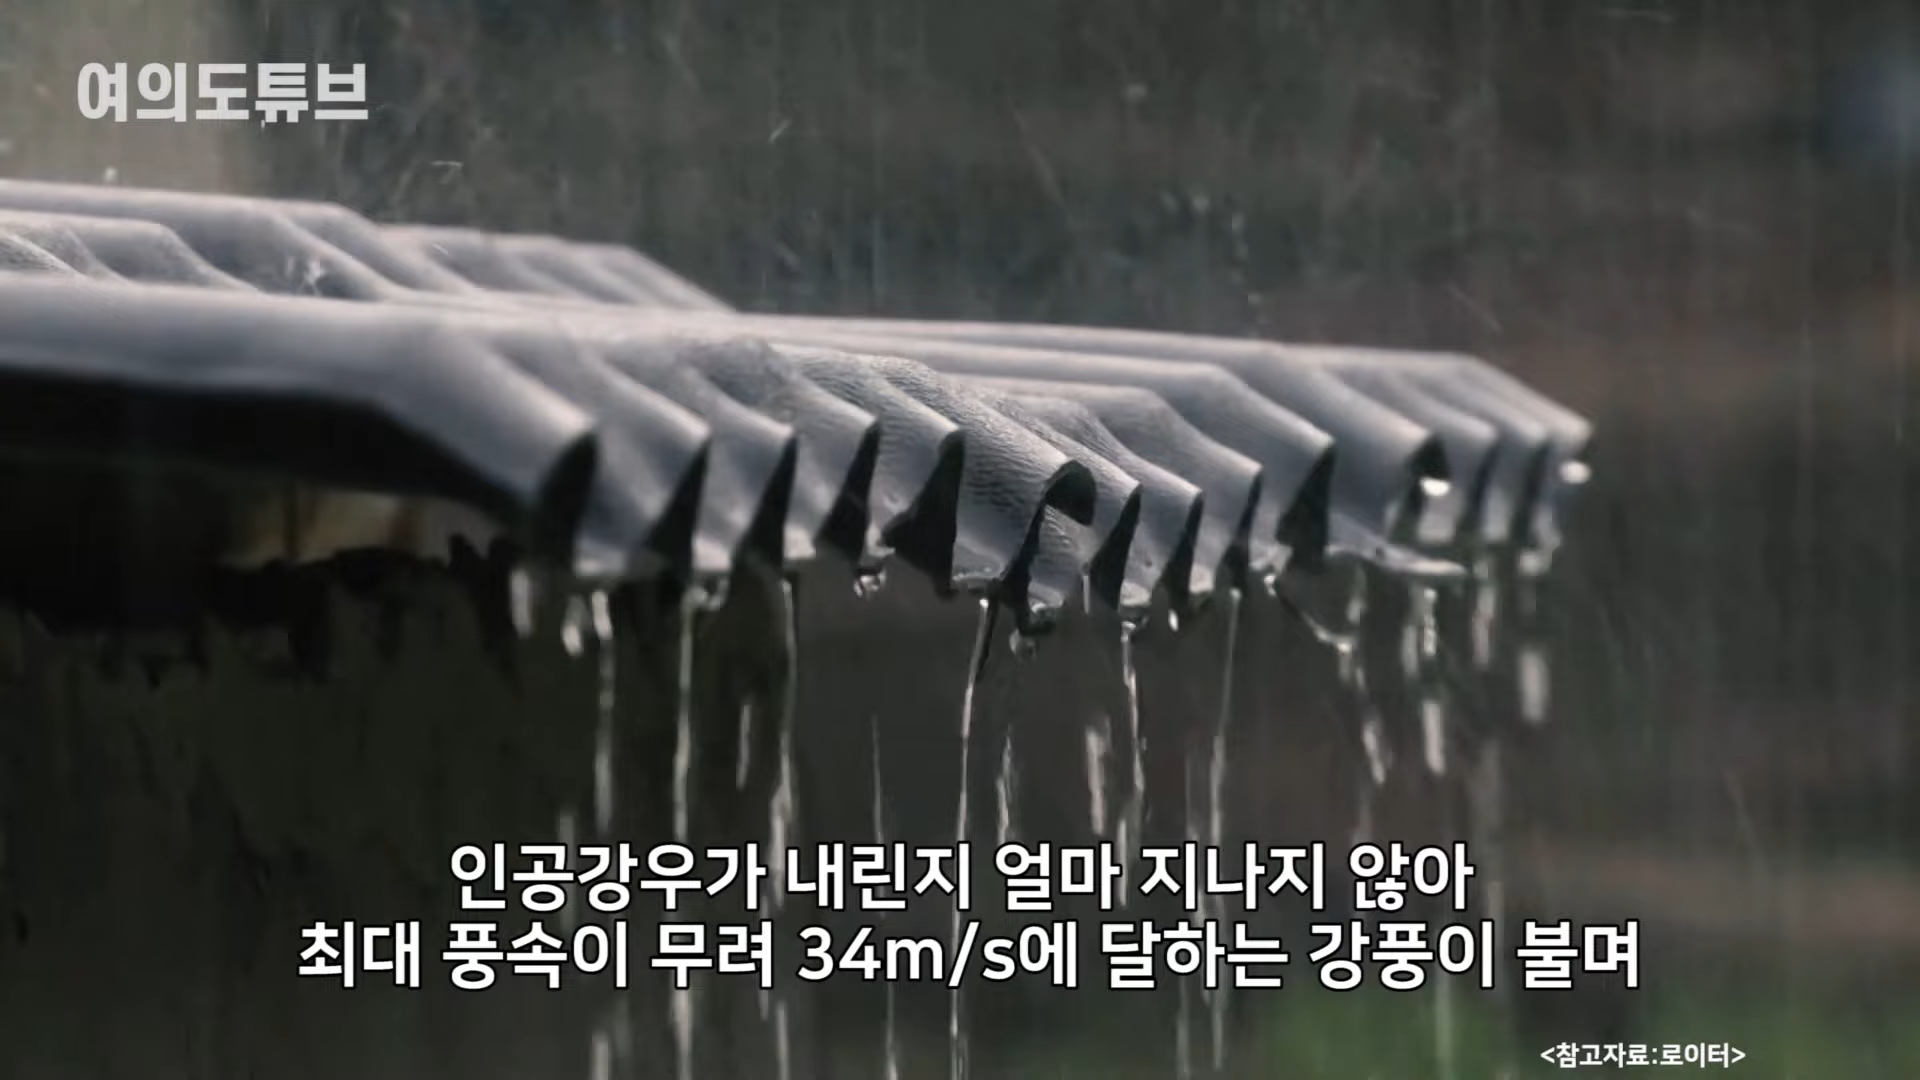 여의도튜브
인공강우가 내린지 얼마 지나지 않아
최대 풍속이 무려 34m/s에 달하는 강풍이 불며
<참고자료:로이터>